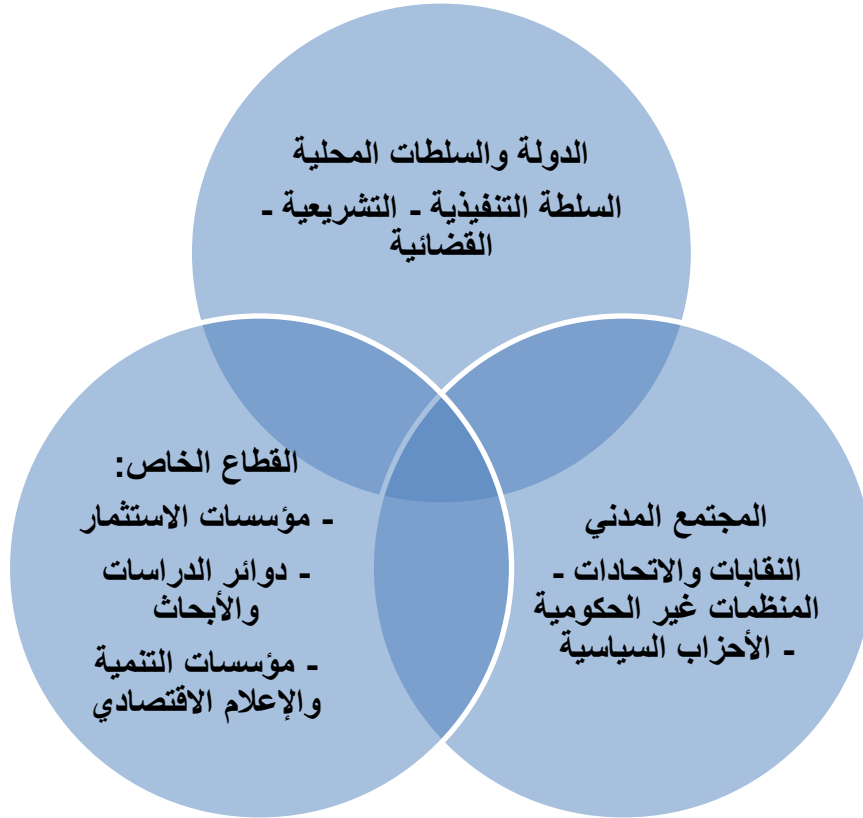 الدولة والسلطات المحلية
السلطة التنفيذية - التشريعية -
القضائية
القطاع الخاص:
- مؤسسات الاستثمار
- دوائر الدراسات
والأبحاث
- مؤسسات التنمية
والإعلام الاقتصادي
المجتمع المدني
النقابات والاتحادات -
المنظمات غير الحكومية
- الأحزاب السياسية